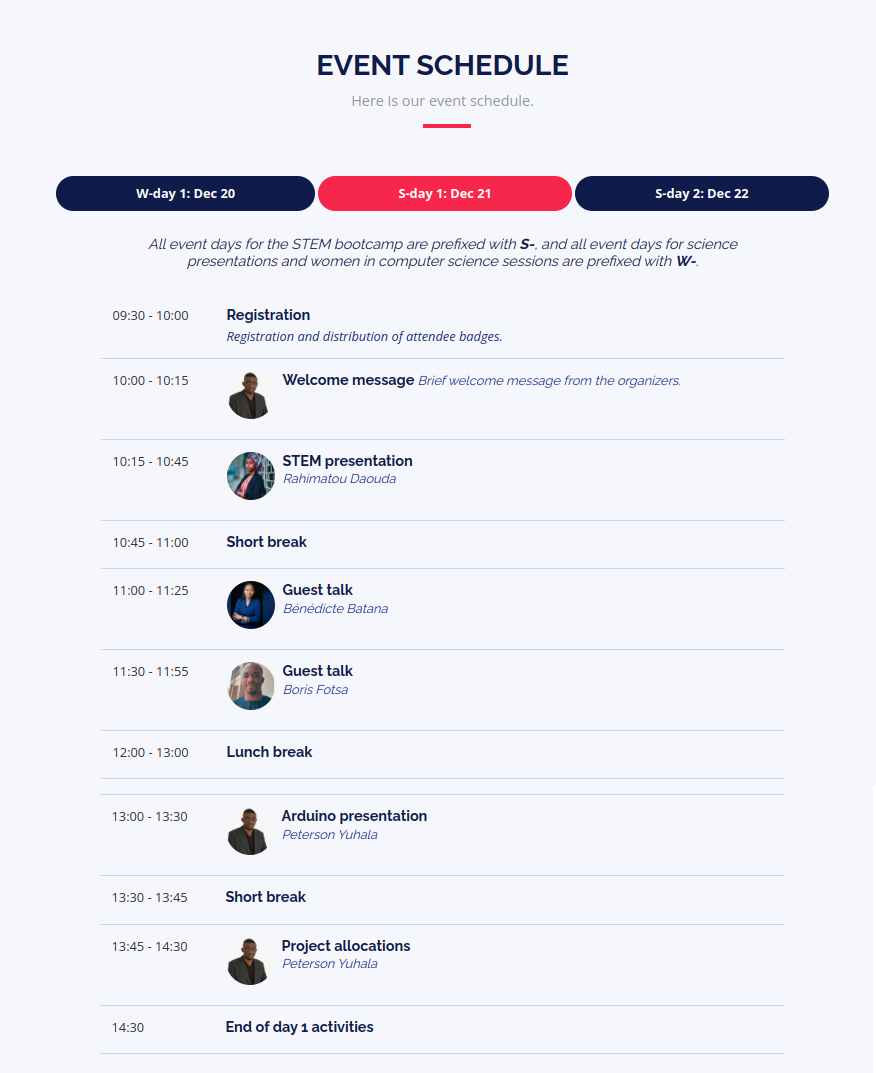 EVENT SCHEDULE
Here is our event schedule.
W-day 1: Dec 20
S-day 1: Dec 21
S-day 2: Dec 22
All event days for the STEM bootcamp are prefixed with S-, and all event days for science
presentations and women in computer science sessions are prefixed with W-.
09:30 - 10:00 Registration
Registration and distribution of attendee badges.
10:00 - 10:15 Welcome message Brief welcome message from the organizers.
10:15 - 10:45 STEM presentation
Rahimatou Daouda
10:45 - 11:00 Short break
11:00 - 11:25 Guest talk
Bénédicte Batana
11:30 - 11:55 Guest talk
Boris Fotsa
12:00 - 13:00 Lunch break
13:00 - 13:30 Arduino presentation
Peterson Yuhala
13:30 - 13:45 Short break
13:45 - 14:30 Project allocations
Peterson Yuhala
14:30 End of day 1 activities